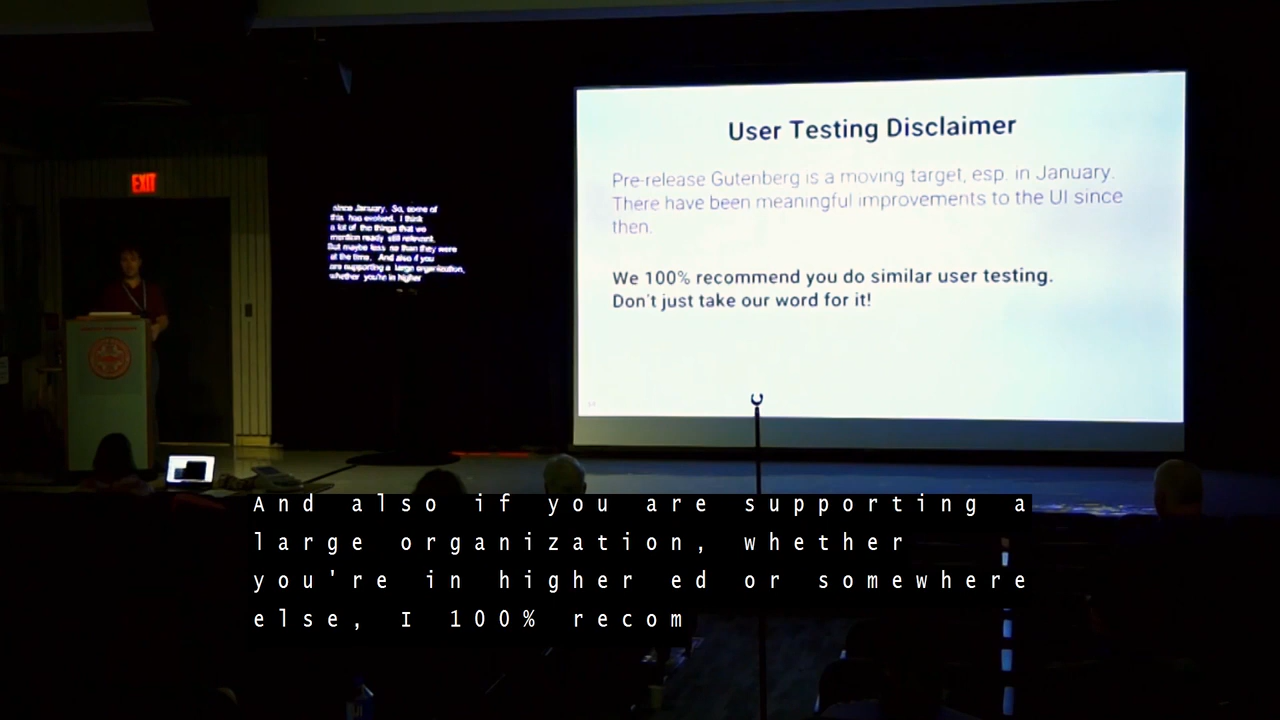 EXIT
since January. So, some of
this has evolved. I think
a lot of the things that we
mention ready still relevant.
But maybe less so than they were
at the time. And also if you
are supporting a large organization,
whether you're in higher
User Testing Disclaimer
Pre-release Gutenberg is a moving target, esp. in January.
There have been meaningful improvements to the UI since
then.
We 100% recommend you do similar user testing.
Don't just take our word for it!
And also if you are supporting a
large organization, whether
you're in higher ed or somewhere
else, I 100% recom